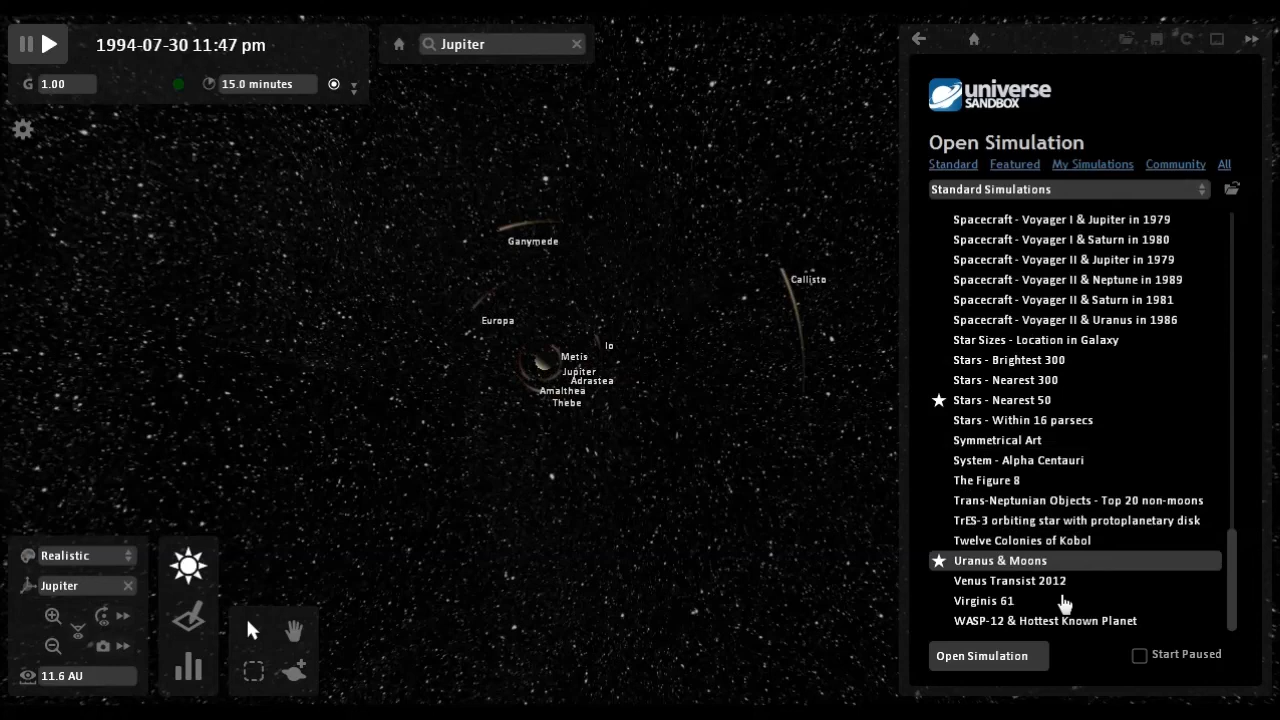 1994-07-30 11:47 pm
G 1.00
15.0 minutes
Jupiter
Ganymede
Callisto
Europa
Io
Metis
Jupiter
Adrastea
Amalthea
Thebe
Realistic
Jupiter
11.6 AU
universe
SANDBOX
Open Simulation
Standard Featured My Simulations Community All
Standard Simulations
Spacecraft - Voyager I & Jupiter in 1979
Spacecraft - Voyager I & Saturn in 1980
Spacecraft - Voyager II & Jupiter in 1979
Spacecraft - Voyager II & Neptune in 1989
Spacecraft - Voyager II & Saturn in 1981
Spacecraft - Voyager II & Uranus in 1986
Star Sizes - Location in Galaxy
Stars - Brightest 300
Stars - Nearest 300
Stars - Nearest 50
Stars - Within 16 parsecs
Symmetrical Art
System - Alpha Centauri
The Figure 8
Trans-Neptunian Objects - Top 20 non-moons
TrES-3 orbiting star with protoplanetary disk
Twelve Colonies of Kobol
Uranus & Moons
Venus Transist 2012
Virginis 61
WASP-12 & Hottest Known Planet
Open Simulation
Start Paused